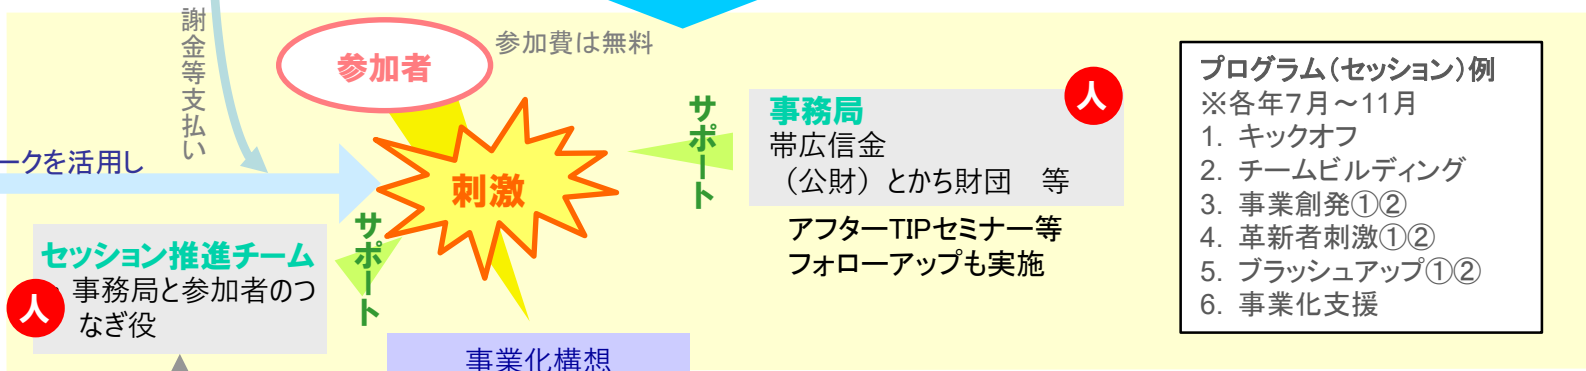 謝金等支払い
参加者
参加費は無料
ークを活用し
刺激
サポート
サポート
セッション推進チーム
人
事務局と参加者のつ
なぎ役
事業化構想
人
事務局
帯広信金
（公財）とかち財団　等
アフターTIPセミナー等
フォローアップも実施
プログラム（セッション）例
※各年7月～11月
1. キックオフ
2. チームビルディング
3. 事業創発①②
4. 革新者刺激①②
5. ブラッシュアップ①②
6. 事業化支援